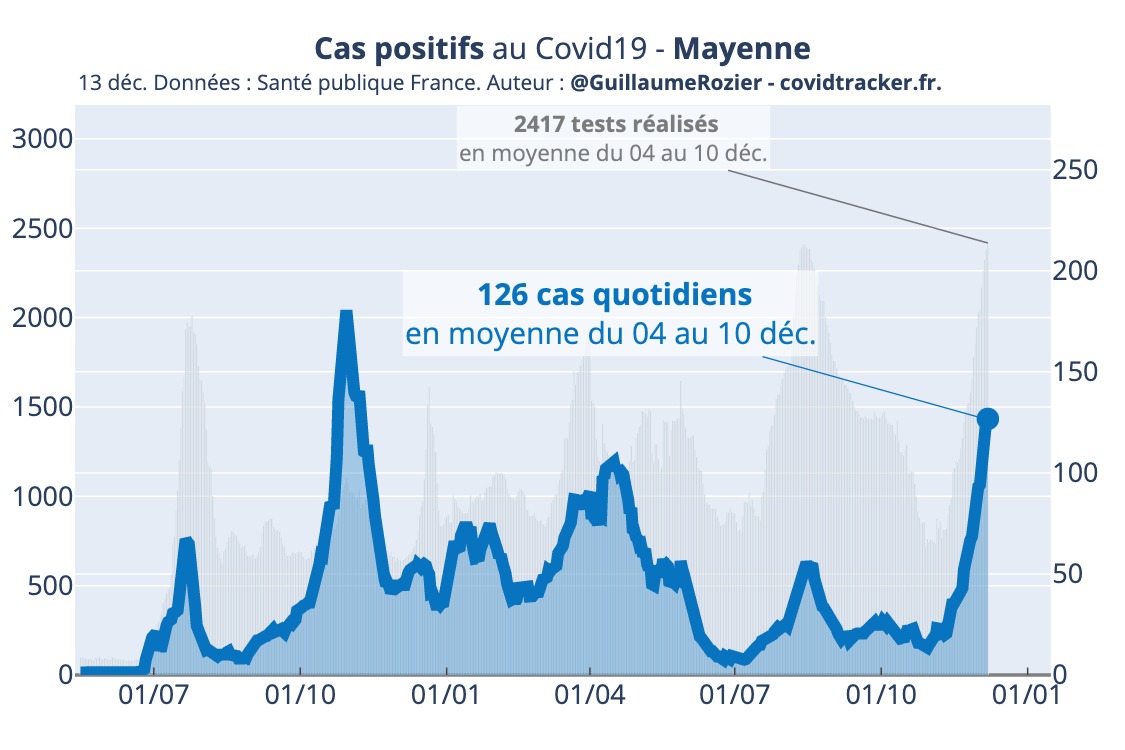 Cas positifs au Covid19 - Mayenne
13 déc. Données : Santé publique France. Auteur : @GuillaumeRozier - covidtracker.fr.
2417 tests réalisés
en moyenne du 04 au 10 déc.
126 cas quotidiens
en moyenne du 04 au 10 déc.
3000
2500
2000
1500
1000
500
0
250
200
150
100
50
0
01/07 01/10 01/01 01/04 01/07 01/10 01/01